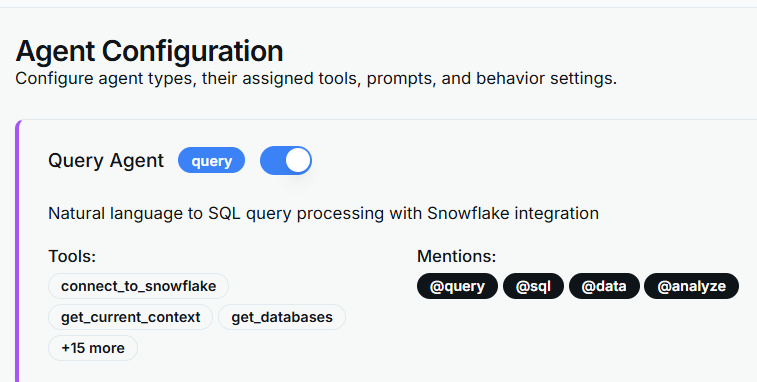 Agent Configuration
Configure agent types, their assigned tools, prompts, and behavior settings.
Query Agent query
Natural language to SQL query processing with Snowflake integration
Tools:
connect_to_snowflake
get_current_context get_databases
+15 more
Mentions:
@query @sql @data @analyze